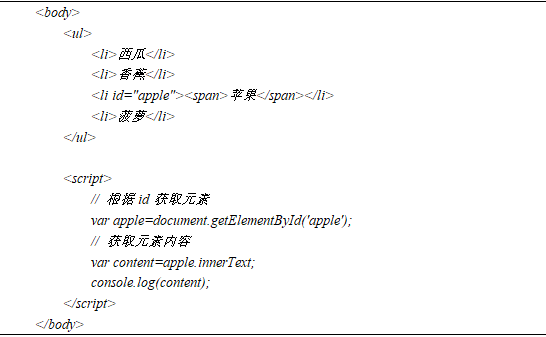 <body>
<ul>
<li>西瓜</li>
<li>香蕉</li>
<li id="apple"><span>苹果</span></li>
<li>菠萝</li>
</ul>
<script>
// 根据 id 获取元素
var apple=document.getElementById('apple');
// 获取元素内容
var content=apple.innerText;
console.log(content);
</script>
</body>